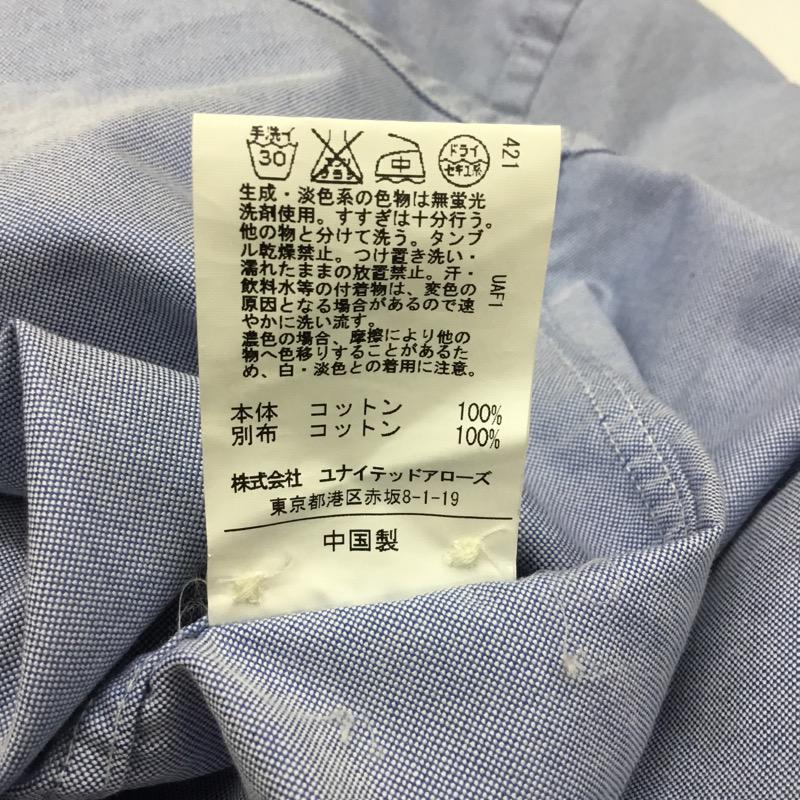 手洗イ
30
エンソサラシ
中
ドライ
セキユ系
421
生成・淡色系の色物は無蛍光
洗剤使用。すすぎは十分行う。
他の物と分けて洗う。タンブ
ル乾燥禁止。つけ置き洗い・
濡れたままの放置禁止。汗・
飲料水等の付着物は、変色の
原因となる場合があるので速
やかに洗い流す。
濃色の場合、摩擦により他の
物へ色移りすることがあるた
め、白・淡色との着用に注意。
UAF1
本体 コットン 100%
別布 コットン 100%
株式会社 ユナイテッドアローズ
東京都港区赤坂8-1-19
中国製